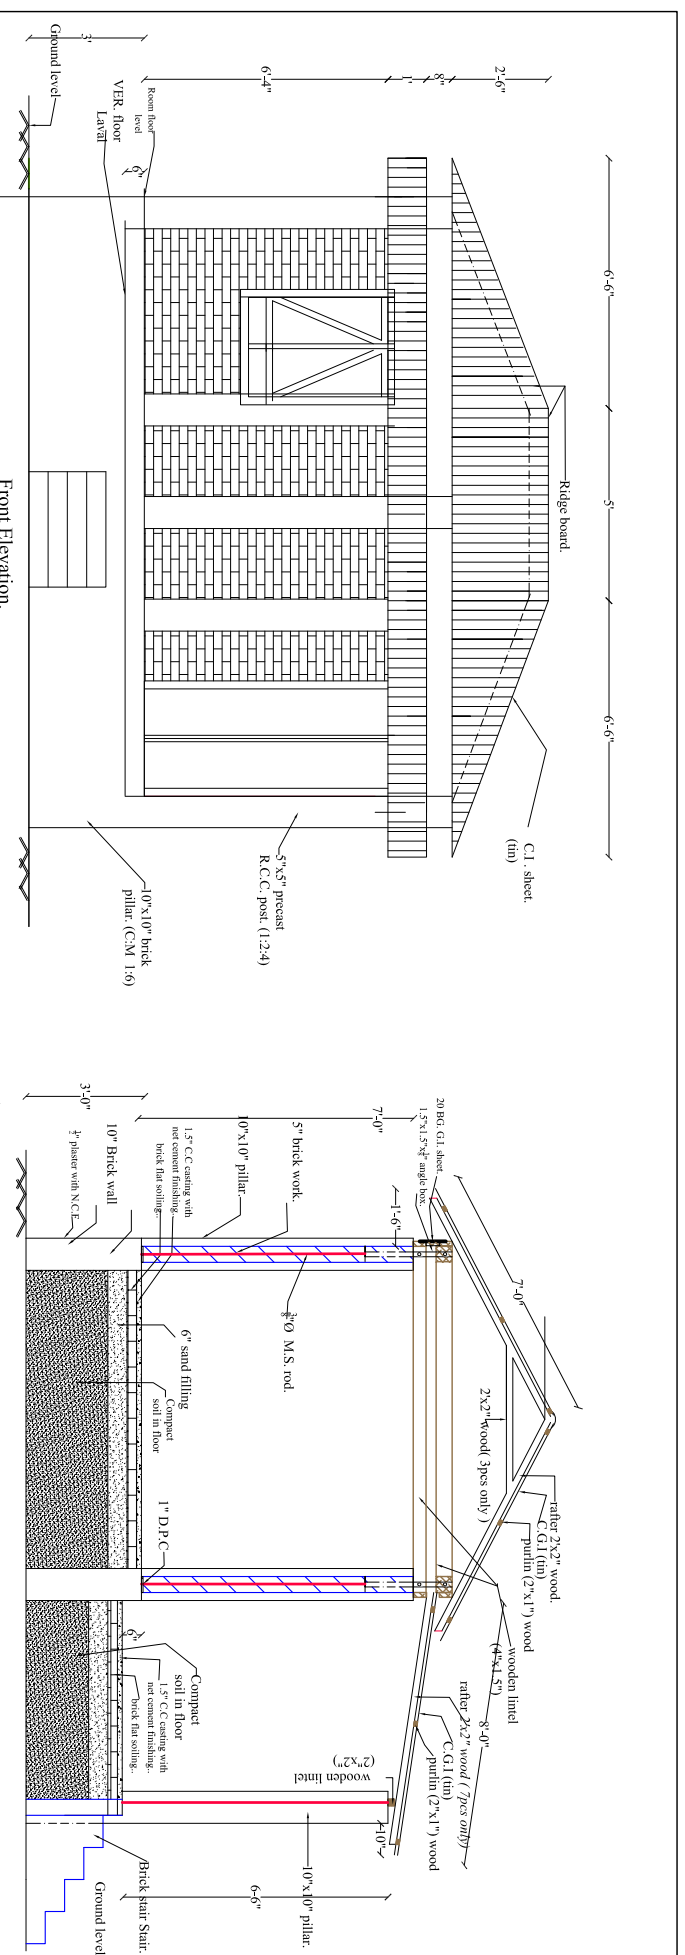 6'-6"
5'
6'-6"
2'-6"
8"
1'
6'-4"
3'
6"
Ridge board.
C.I . sheet.
(tin)
Room floor
level
VER. floor
Laval
Ground level
5"x5" precast
R.C.C. post. (1:2:4)
10"x10" brick
pillar. (C:M 1:6)
Front Elevation.
7'-0"
2'x2" wood( 3pcs only )
rafter 2'x2" wood.
C.G.I (tin)
purlin (2"x1") wood
wooden lintel
(4"x1.5")
8'-0"
rafter 2'x2" wood ( 7pcs only)
C.G.I (tin)
purlin (2"x1") wood
wooden lintel
(2"x2")
10"
20 BG. G.I. sheet.
1.5"x1.5"x⅛" angle box.
1'-6"
7'-0"
3'-0"
5" brick work.
10"x10" pillar.
1.5" C.C casting with
net cement finishing..
brick flat soiling..
10" Brick wall
½" plaster with N.C.F.
⅜"Ø M.S. rod.
6" sand filling
Compact
soil in floor
1" D.P.C
6"
Compact
soil in floor
1.5" C.C casting with
net cement finishing..
brick flat soiling..
10"x10" pillar.
6'-6"
Brick stair Stair.
Ground level